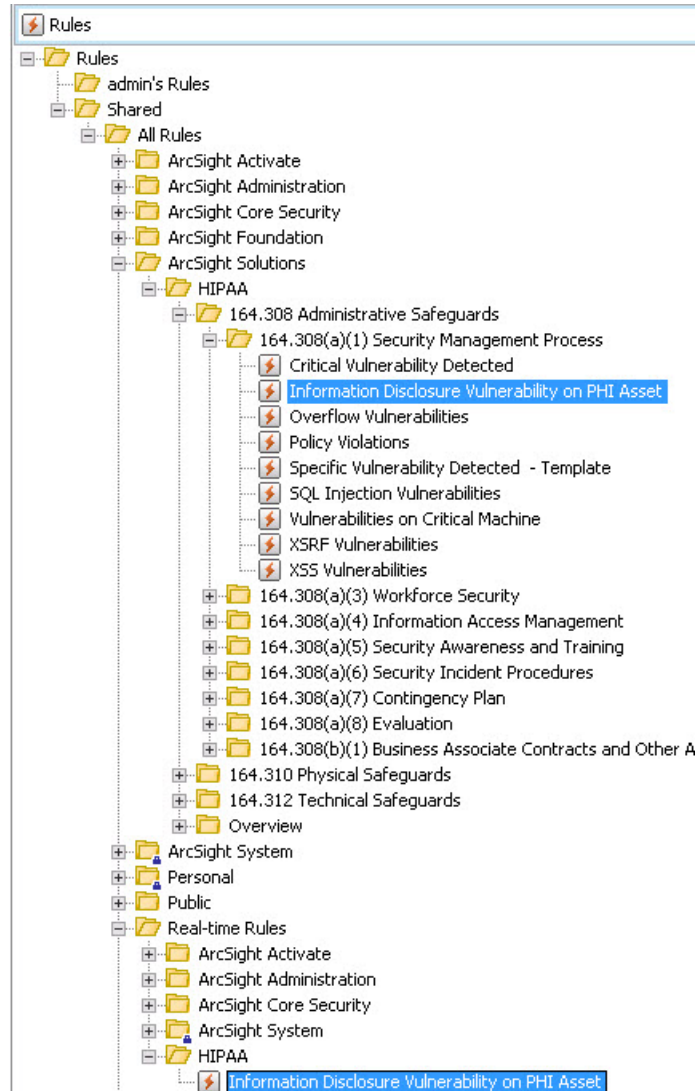 Rules
Rules
admin's Rules
Shared
All Rules
ArcSight Activate
ArcSight Administration
ArcSight Core Security
ArcSight Foundation
ArcSight Solutions
HIPAA
164.308 Administrative Safeguards
164.308(a)(1) Security Management Process
Critical Vulnerability Detected
Information Disclosure Vulnerability on PHI Asset
Overflow Vulnerabilities
Policy Violations
Specific Vulnerability Detected - Template
SQL Injection Vulnerabilities
Vulnerabilities on Critical Machine
XSRF Vulnerabilities
XSS Vulnerabilities
164.308(a)(3) Workforce Security
164.308(a)(4) Information Access Management
164.308(a)(5) Security Awareness and Training
164.308(a)(6) Security Incident Procedures
164.308(a)(7) Contingency Plan
164.308(a)(8) Evaluation
164.308(b)(1) Business Associate Contracts and Other A
164.310 Physical Safeguards
164.312 Technical Safeguards
Overview
ArcSight System
Personal
Public
Real-time Rules
ArcSight Activate
ArcSight Administration
ArcSight Core Security
ArcSight System
HIPAA
Information Disclosure Vulnerability on PHI Asset